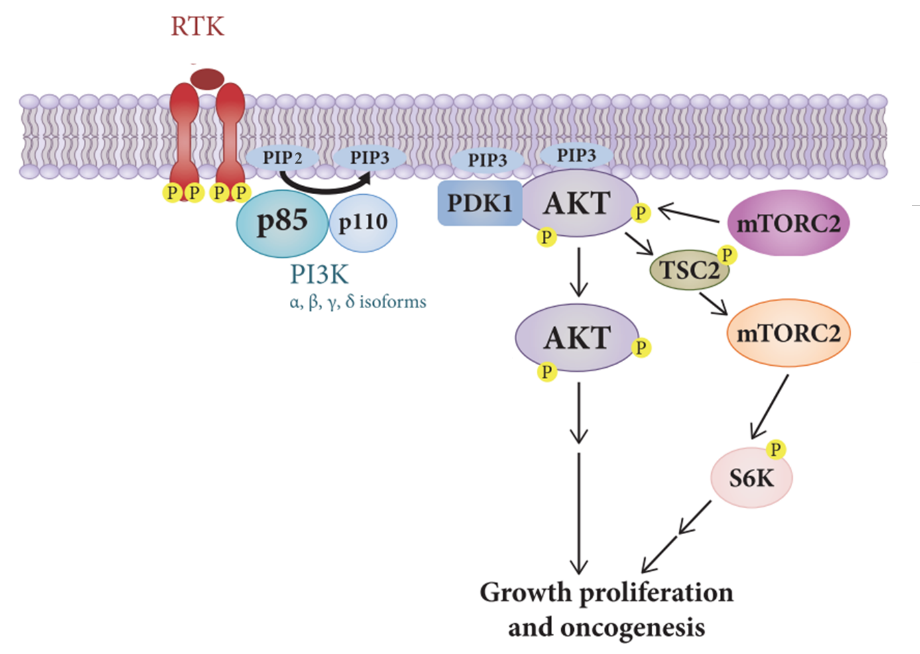 RTK
PIP2
PIP3
PIP3
PIP3
P P P P
p85
p110
PDK1
AKT
P
P
mTORC2
PI3K
α, β, γ, δ isoforms
TSC2
P
AKT
P
P
mTORC2
P
S6K
Growth proliferation
and oncogenesis